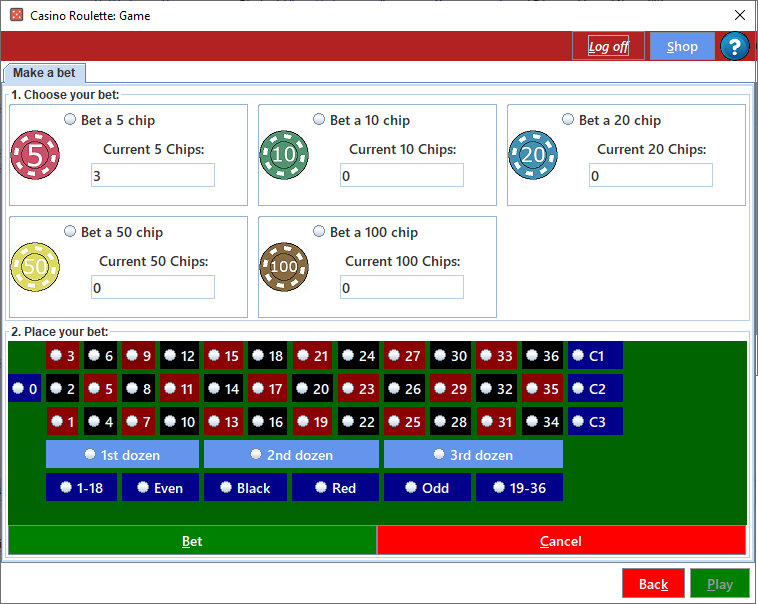 Casino Roulette: Game
Log off Shop ?
Make a bet
1. Choose your bet:
Bet a 5 chip Bet a 10 chip Bet a 20 chip
5 Current 5 Chips: 10 Current 10 Chips: 20 Current 20 Chips:
3 0 0
Bet a 50 chip Bet a 100 chip
50 Current 50 Chips: 100 Current 100 Chips:
0 0
2. Place your bet:
3 6 9 12 15 18 21 24 27 30 33 36 C1
0 2 5 8 11 14 17 20 23 26 29 32 35 C2
1 4 7 10 13 16 19 22 25 28 31 34 C3
1st dozen 2nd dozen 3rd dozen
1-18 Even Black Red Odd 19-36
Bet Cancel
Back Play